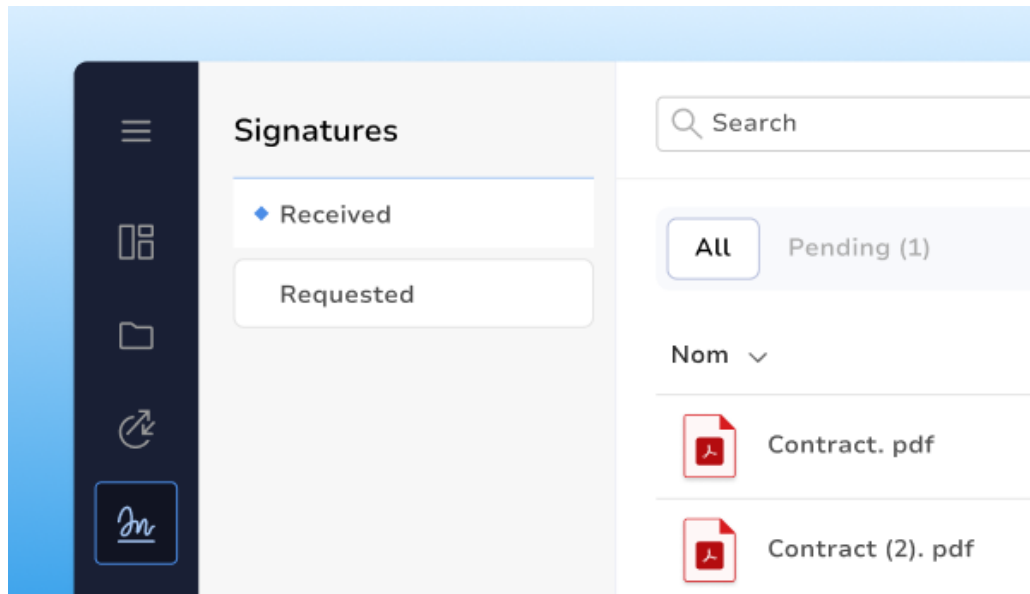 Signatures
Received
Requested
Search
All
Pending (1)
Nom
Contract. pdf
Contract (2). pdf